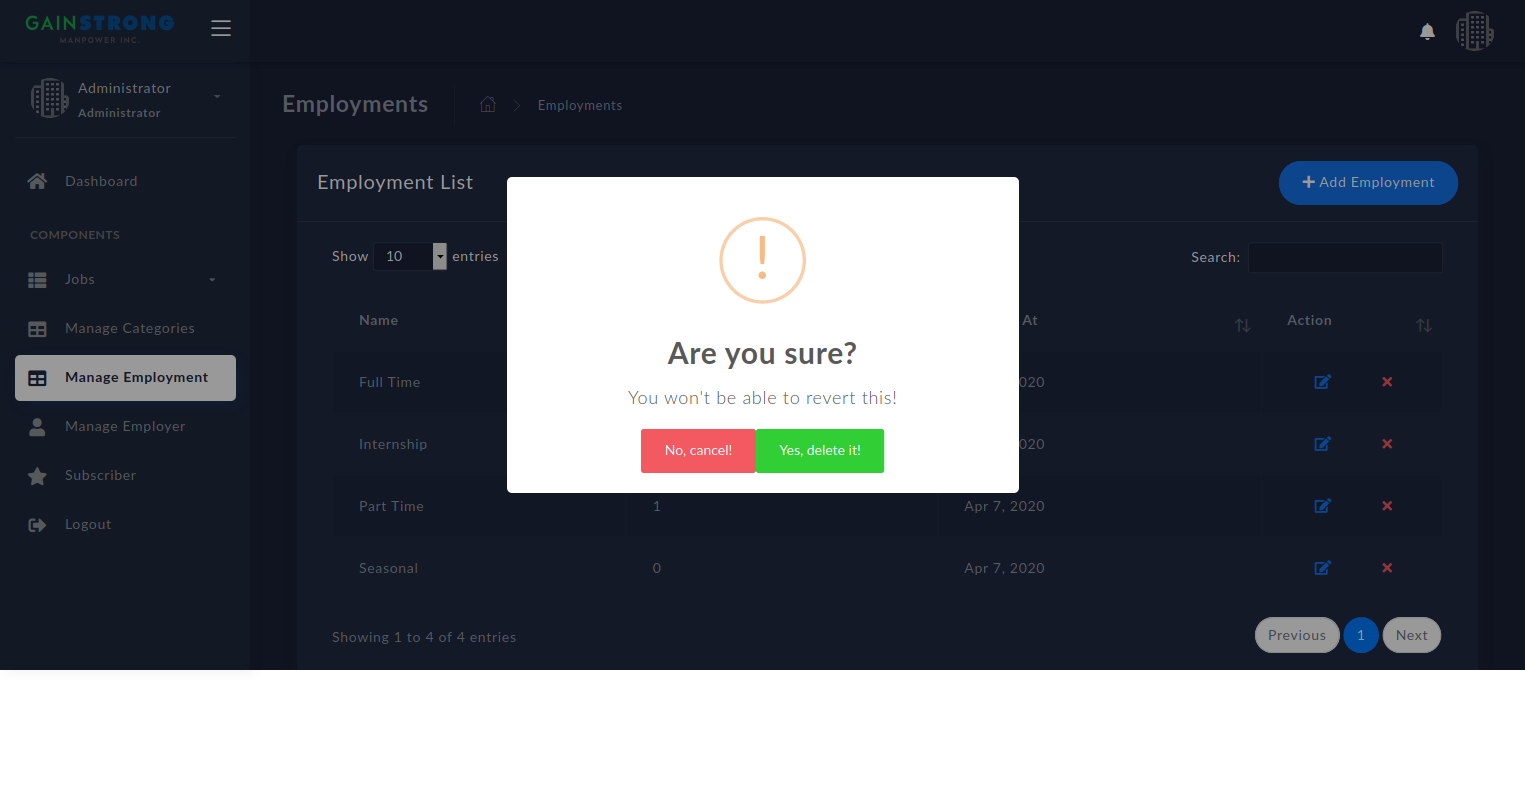 GAINSTRONG
MANPOWER INC.
Administrator
Administrator
Dashboard
COMPONENTS
Jobs
Manage Categories
Manage Employment
Manage Employer
Subscriber
Logout
Employments
Employments
Employment List
+ Add Employment
Show 10 entries
Search:
Name At Action
Full Time 020
Internship 020
Part Time 1 Apr 7, 2020
Seasonal 0 Apr 7, 2020
Showing 1 to 4 of 4 entries
Previous 1 Next
!
Are you sure?
You won't be able to revert this!
No, cancel! Yes, delete it!